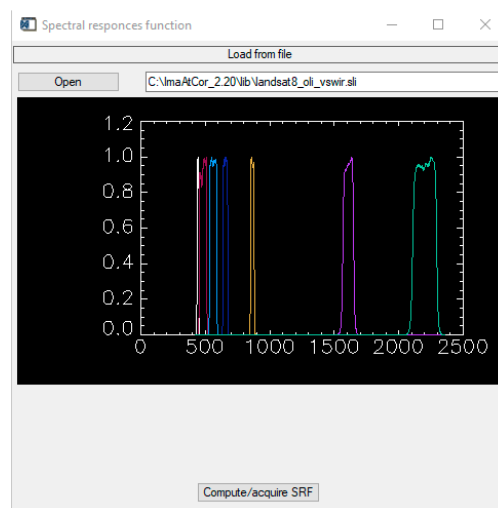 Spectral responces function
Load from file
Open C:\ImaAtCor_2.20\lib\landsat8_oli_vswir.sli
1.2
1.0
0.8
0.6
0.4
0.2
0.0
0 500 1000 1500 2000 2500
Compute/acquire SRF